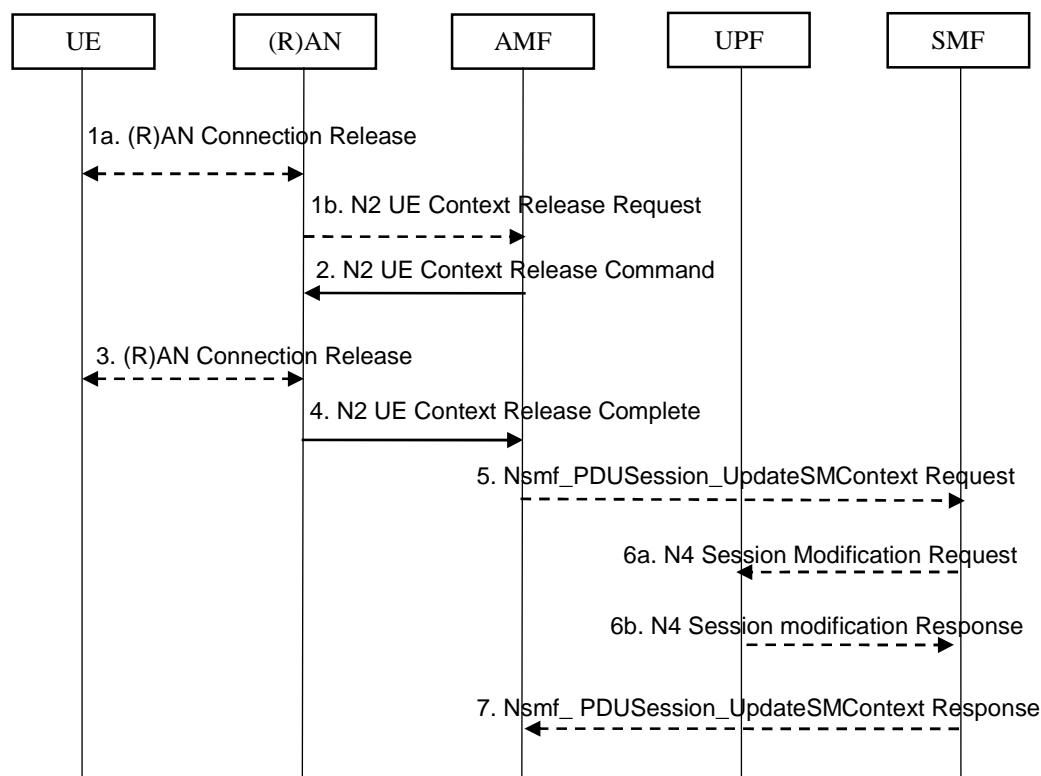 UE
(R)AN
AMF
UPF
SMF
1a. (R)AN Connection Release
1b. N2 UE Context Release Request
2. N2 UE Context Release Command
3. (R)AN Connection Release
4. N2 UE Context Release Complete
5. Nsmf_PDUSession_UpdateSMContext Request
6a. N4 Session Modification Request
6b. N4 Session modification Response
7. Nsmf_ PDUSession_UpdateSMContext Response